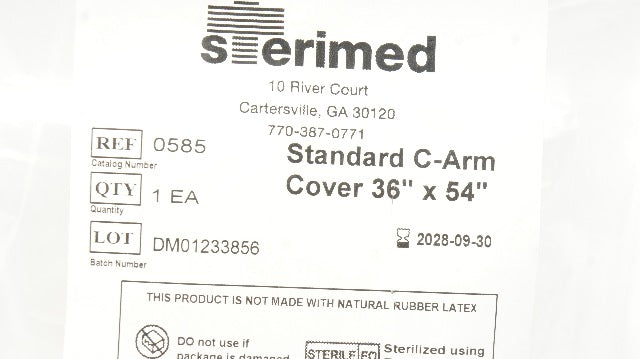 sterimed
10 River Court
Cartersville, GA 30120
770-387-0771
REF 0585
Catalog Number
Standard C-Arm
Cover 36" x 54"
QTY 1 EA
Quantity
LOT DM01233856
Batch Number
2028-09-30
THIS PRODUCT IS NOT MADE WITH NATURAL RUBBER LATEX
DO not use if
package is damaged
STERILE EO
Sterilized using